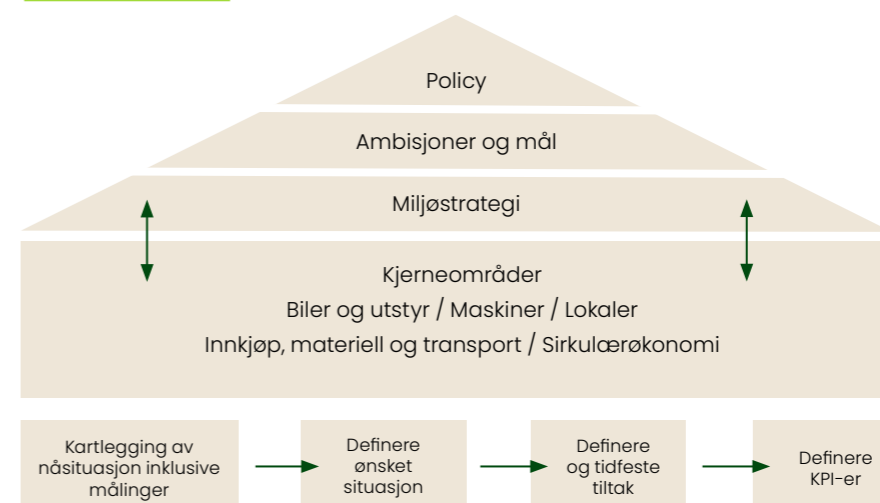 Policy
Ambisjoner og mål
Miljøstrategi
Kjerneområder
Biler og utstyr / Maskiner / Lokaler
Innkjøp, materiell og transport / Sirkulærøkonomi
Kartlegging av
nåsituasjon inklusive
målinger
Definere
ønsket
situasjon
Definere
og tidfeste
tiltak
Definere
KPI-er